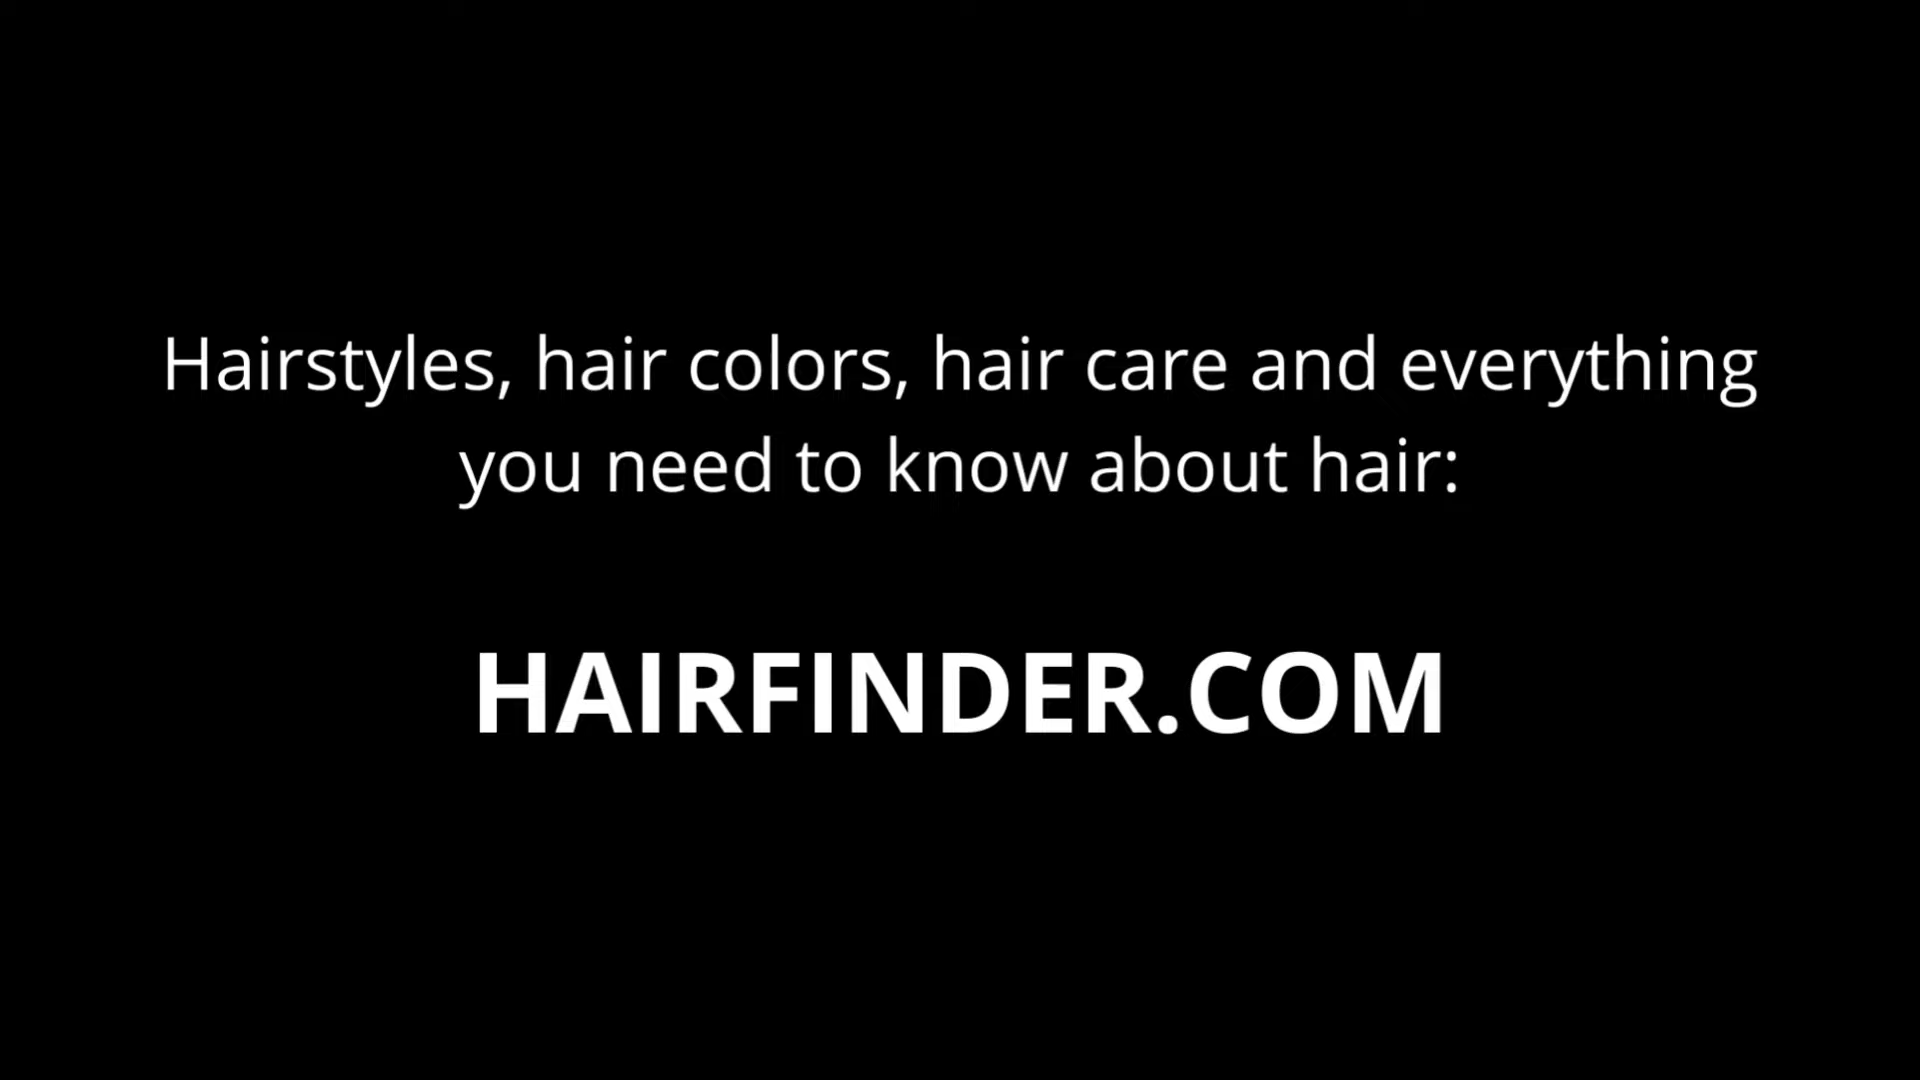 Hairstyles, hair colors, hair care and everything
you need to know about hair:
HAIRFINDER.COM